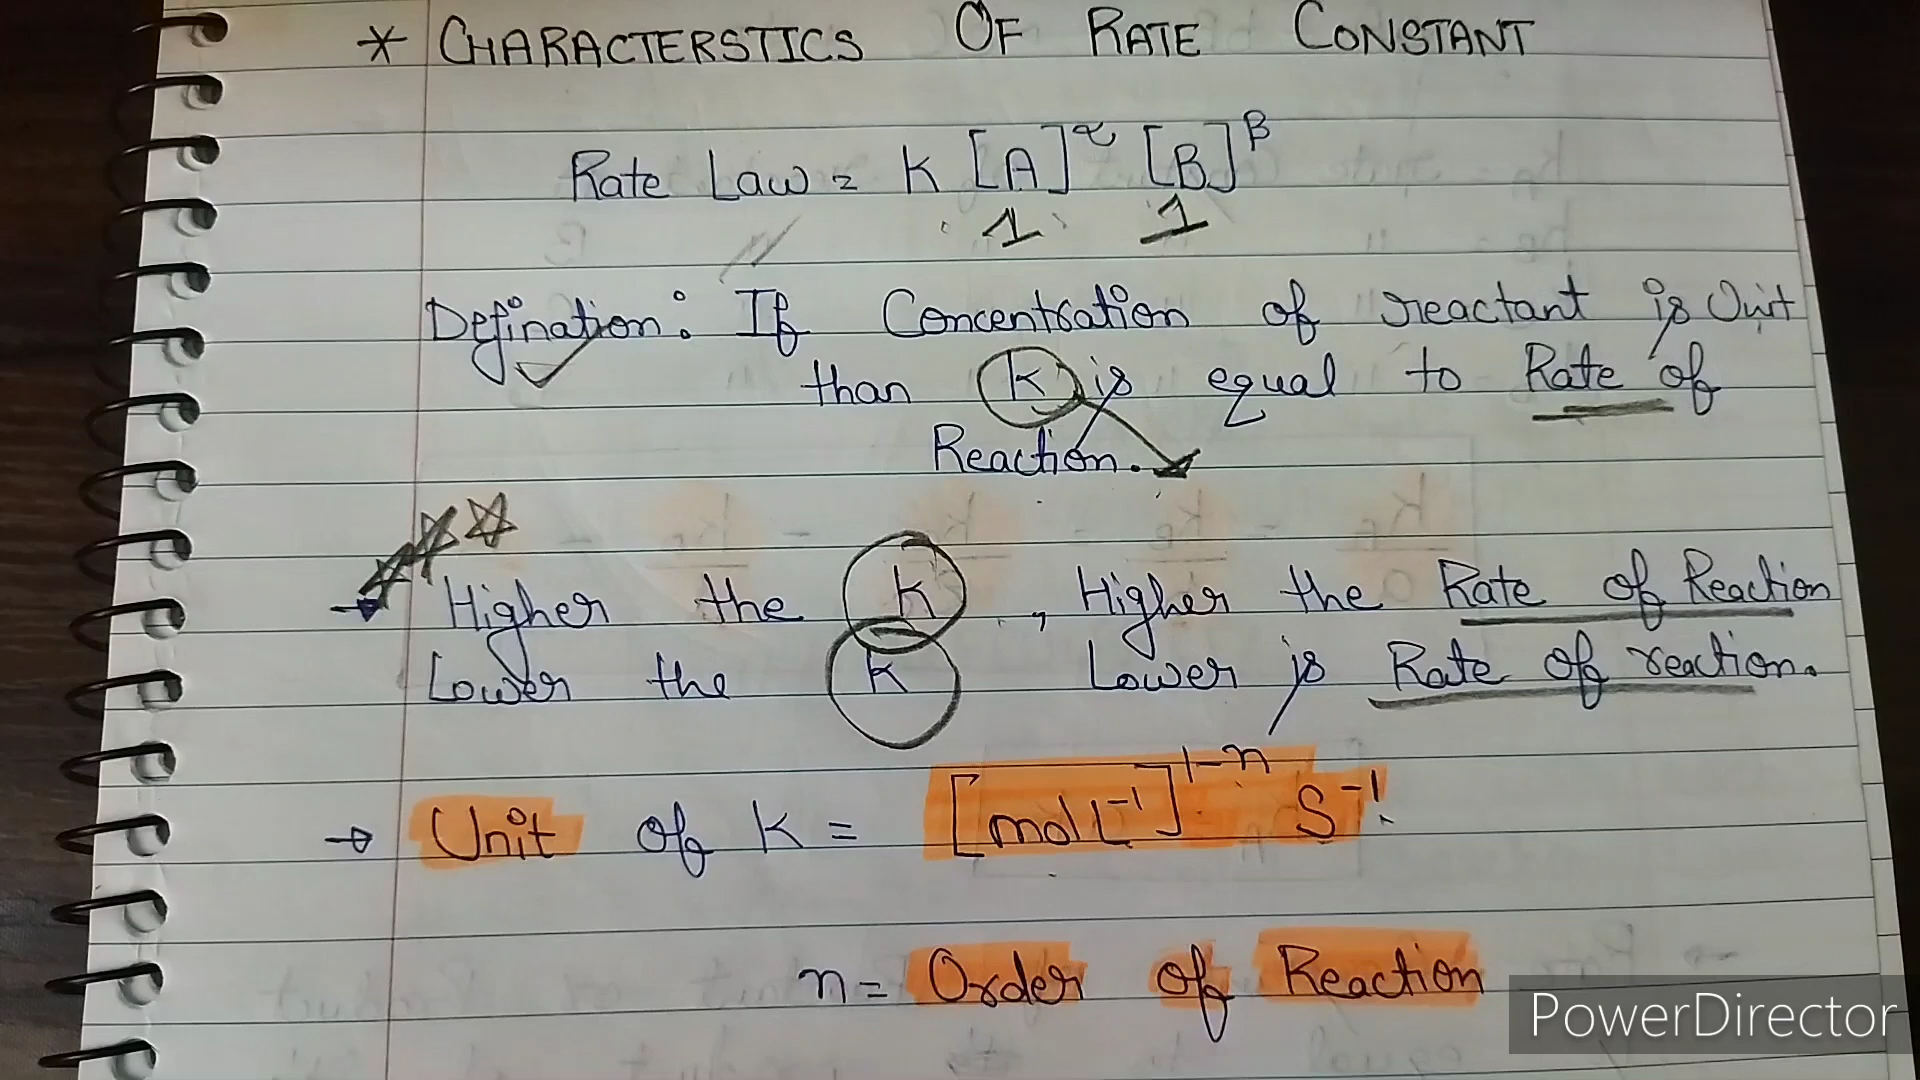 * CHARACTERSTICS OF RATE CONSTANT
Rate Law = K [A]^α [B]^β
1 1
Defination: If Concentration of reactant is Unit
than K is equal to Rate of
Reaction.
→ Higher the K, Higher the Rate of Reaction
Lower the K Lower is Rate of reaction.
→ Unit of K = [mol L⁻¹]^1-n S⁻¹.
n = Order of Reaction
PowerDirector